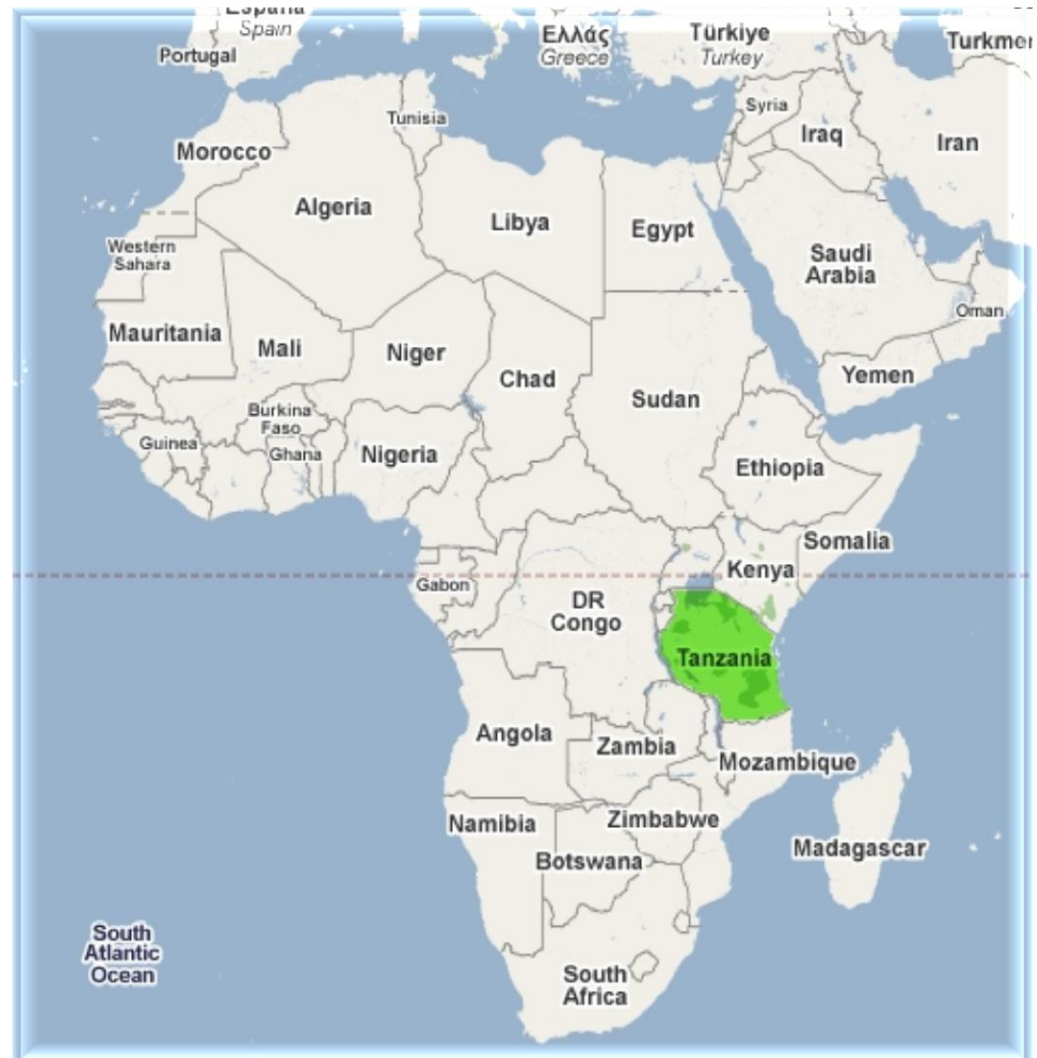 España
Spain
Portugal
Ελλάς
Greece
Türkiye
Turkey
Turkmen
Syria
Iraq
Iran
Tunisia
Morocco
Algeria
Libya
Egypt
Saudi
Arabia
Western
Sahara
Oman
Mauritania
Mali
Niger
Chad
Sudan
Yemen
Burkina
Faso
Guinea
Ghana
Nigeria
Ethiopia
Somalia
Kenya
Gabon
DR
Congo
Tanzania
Angola
Zambia
Mozambique
Namibia
Zimbabwe
Botswana
Madagascar
South
Atlantic
Ocean
South
Africa